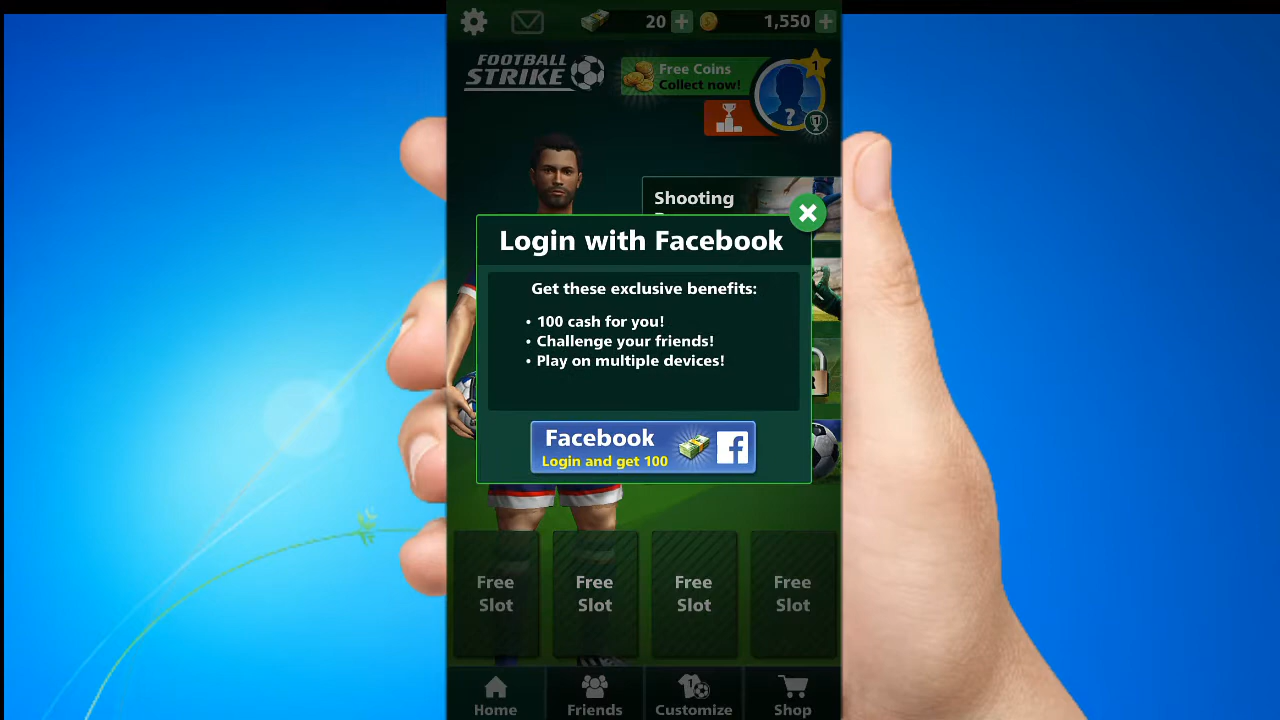 20
1,550
FOOTBALL
STRIKE
Free Coins
Collect now!
1
?
Shooting
Login with Facebook
Get these exclusive benefits:
• 100 cash for you!
• Challenge your friends!
• Play on multiple devices!
Facebook
Login and get 100
Free
Slot
Free
Slot
Free
Slot
Free
Slot
Home
Friends
Customize
Shop